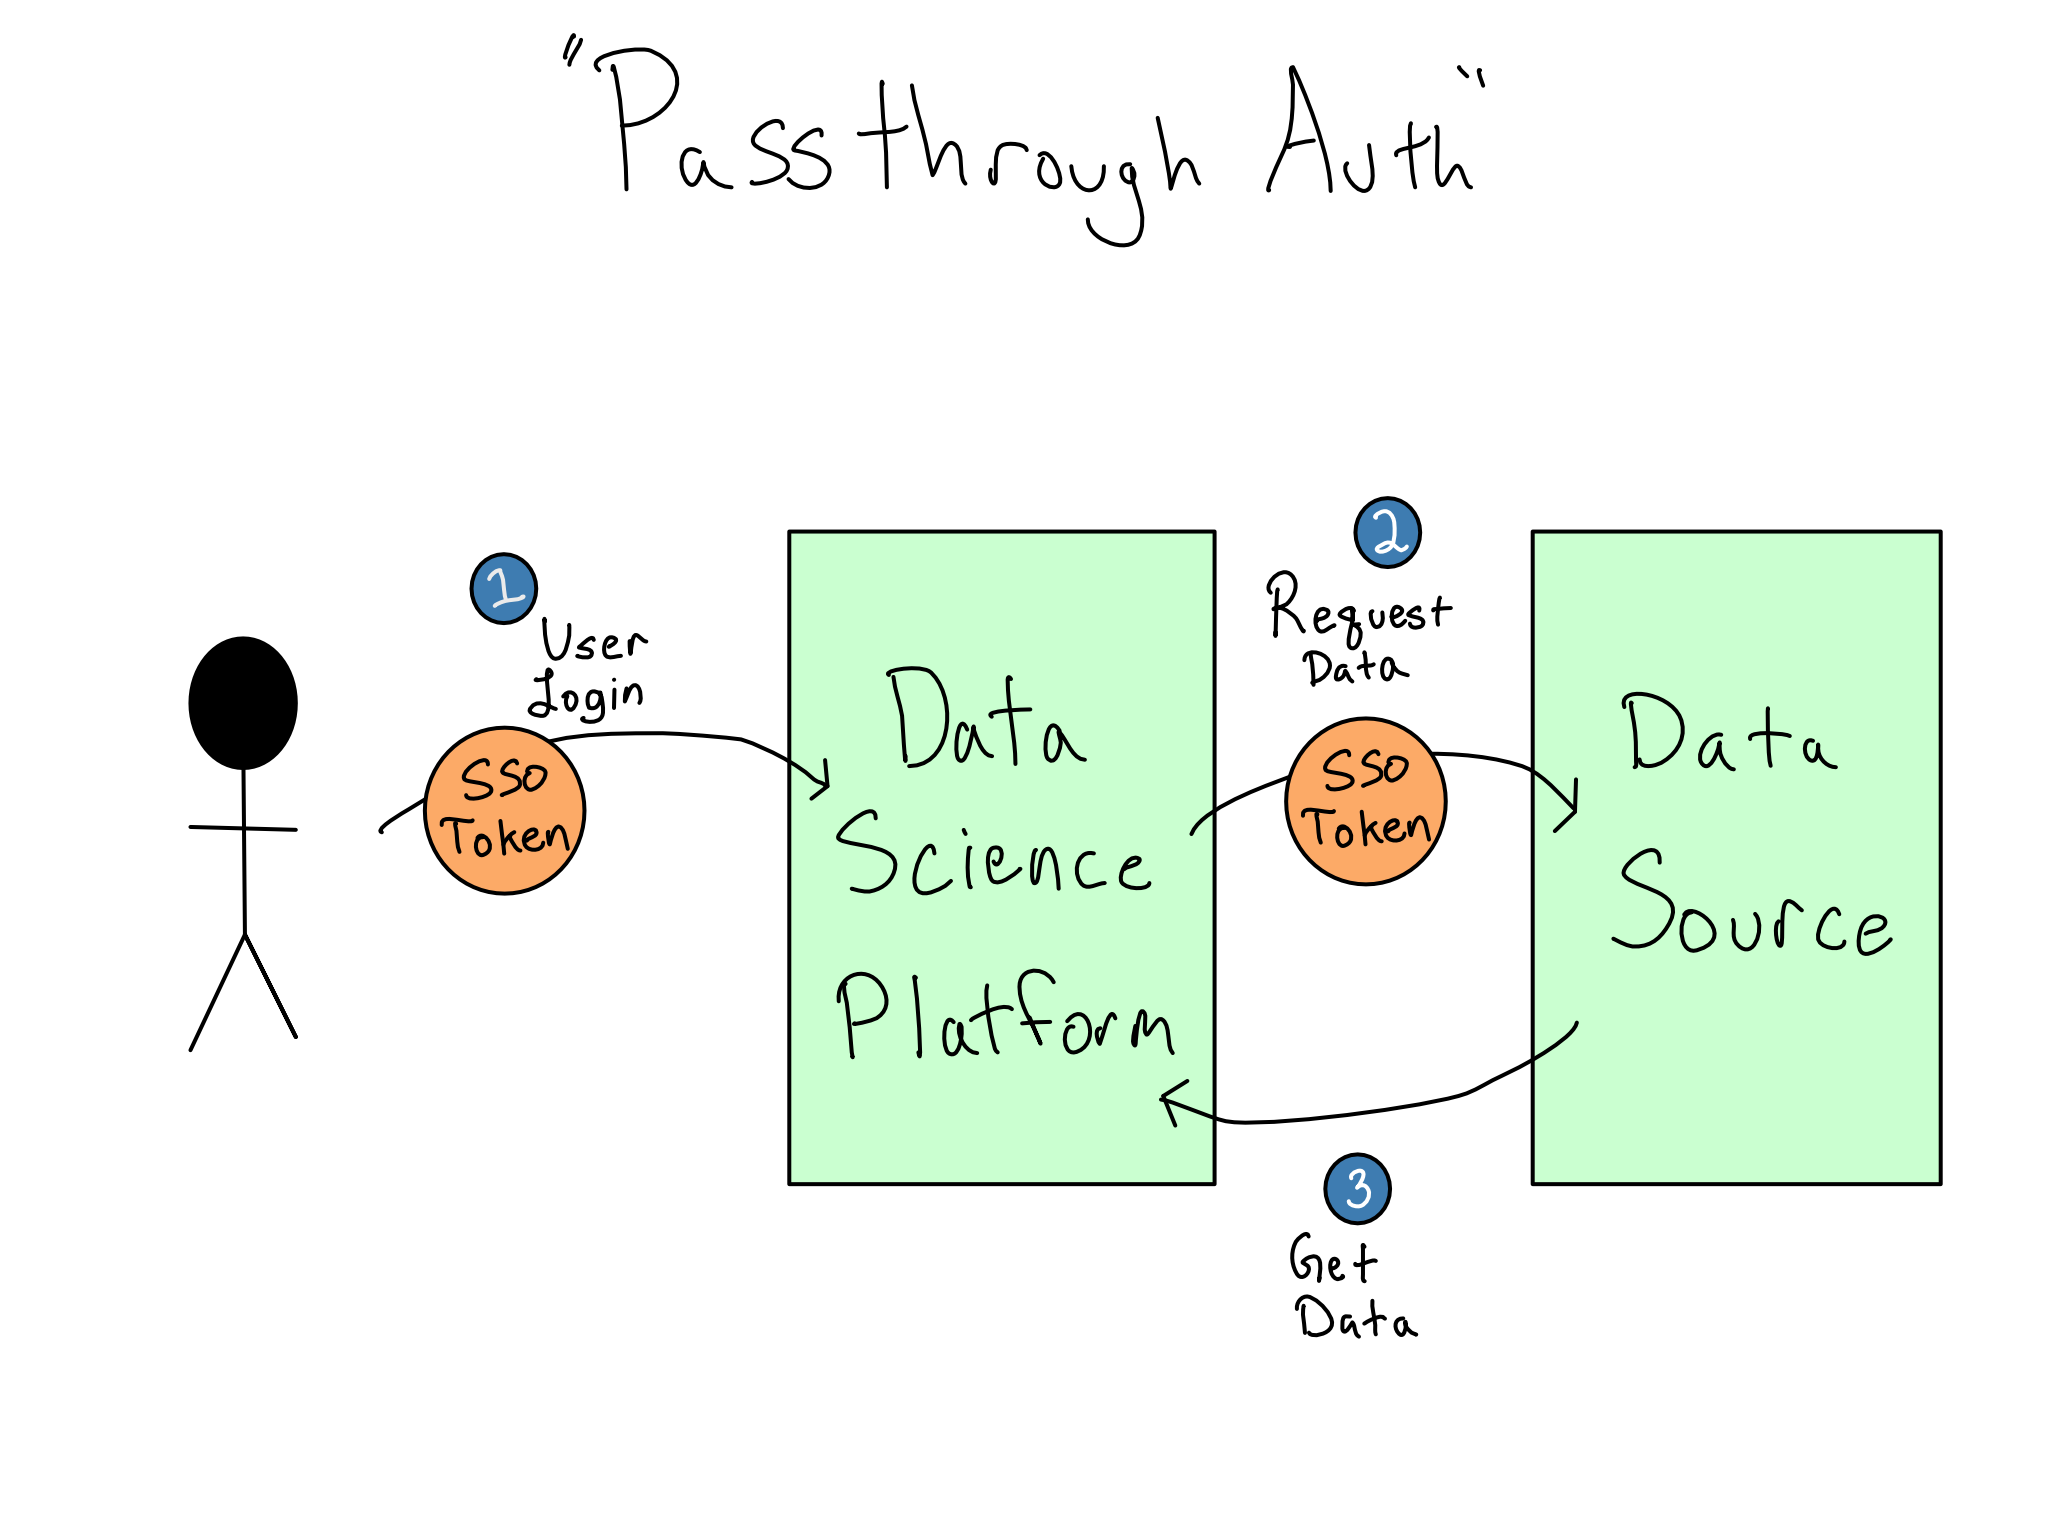 "Passthrough Auth"
1
User
Login
SSO
Token
Data
Science
Platform
2
Request
Data
SSO
Token
Data
Source
3
Get
Data